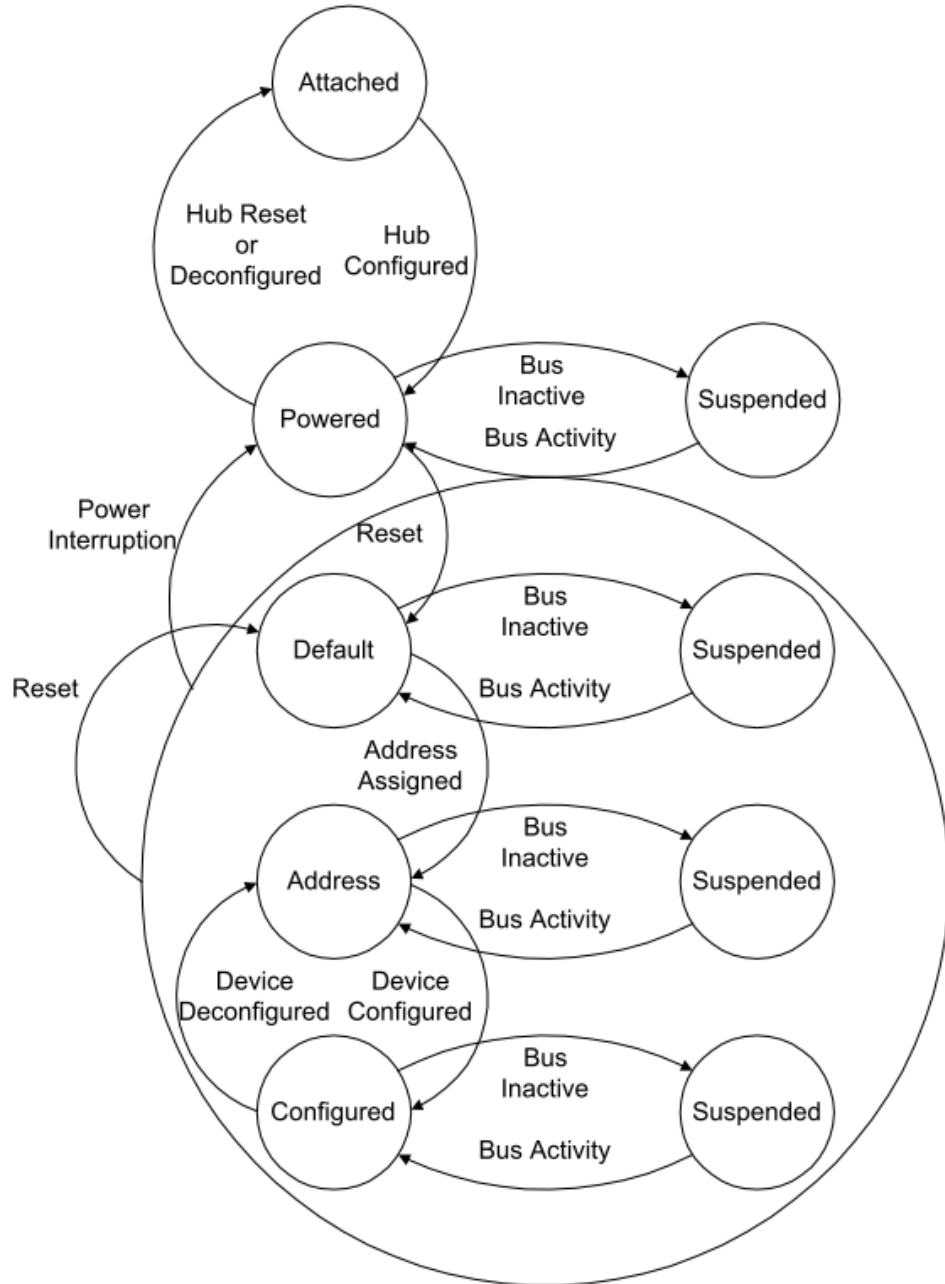 Attached
Hub Reset
or
Deconfigured
Hub
Configured
Powered
Bus
Inactive
Bus Activity
Suspended
Power
Interruption
Reset
Default
Bus
Inactive
Bus Activity
Suspended
Reset
Address
Assigned
Address
Bus
Inactive
Bus Activity
Suspended
Device
Deconfigured
Device
Configured
Configured
Bus
Inactive
Bus Activity
Suspended